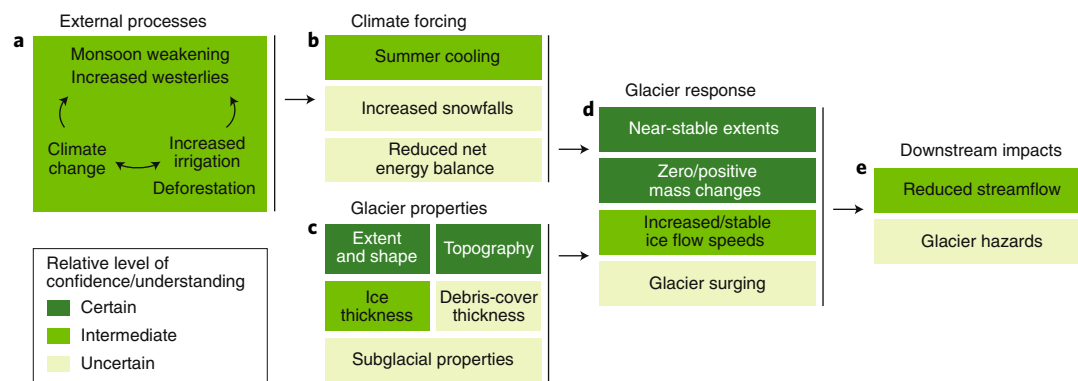 External processes
a
Monsoon weakening
Increased westerlies
Climate
change
Increased
irrigation
Deforestation
Relative level of
confidence/understanding
Certain
Intermediate
Uncertain
Climate forcing
b
Summer cooling
Increased snowfalls
Reduced net
energy balance
Glacier properties
c
Extent
and shape
Topography
Ice
thickness
Debris-cover
thickness
Subglacial properties
Glacier response
d
Near-stable extents
Zero/positive
mass changes
Increased/stable
ice flow speeds
Glacier surging
Downstream impacts
e
Reduced streamflow
Glacier hazards